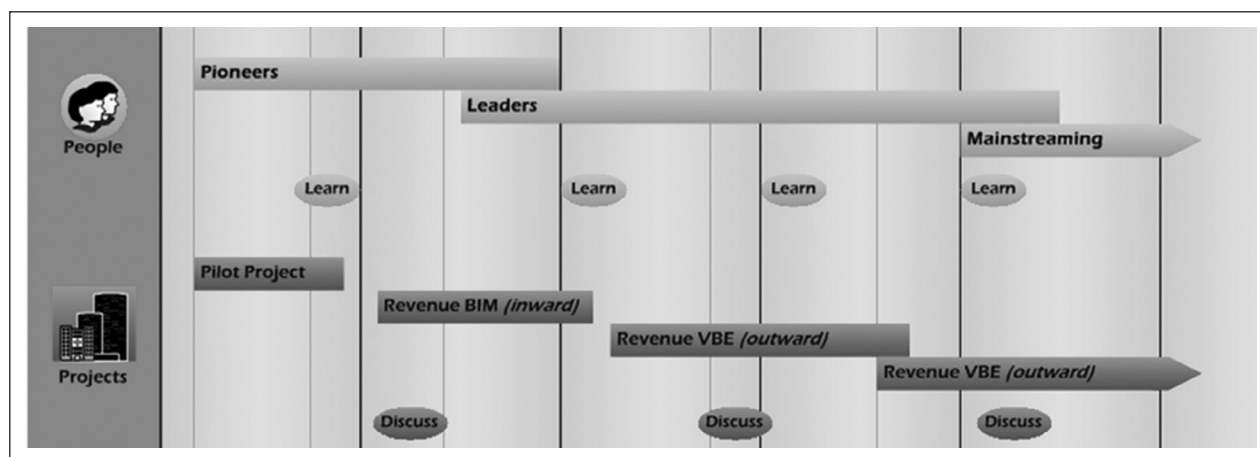 Pioneers
Leaders
Mainstreaming
People
Learn Learn Learn Learn
Pilot Project
Revenue BIM (inward)
Revenue VBE (outward)
Revenue VBE (outward)
Projects
Discuss Discuss Discuss